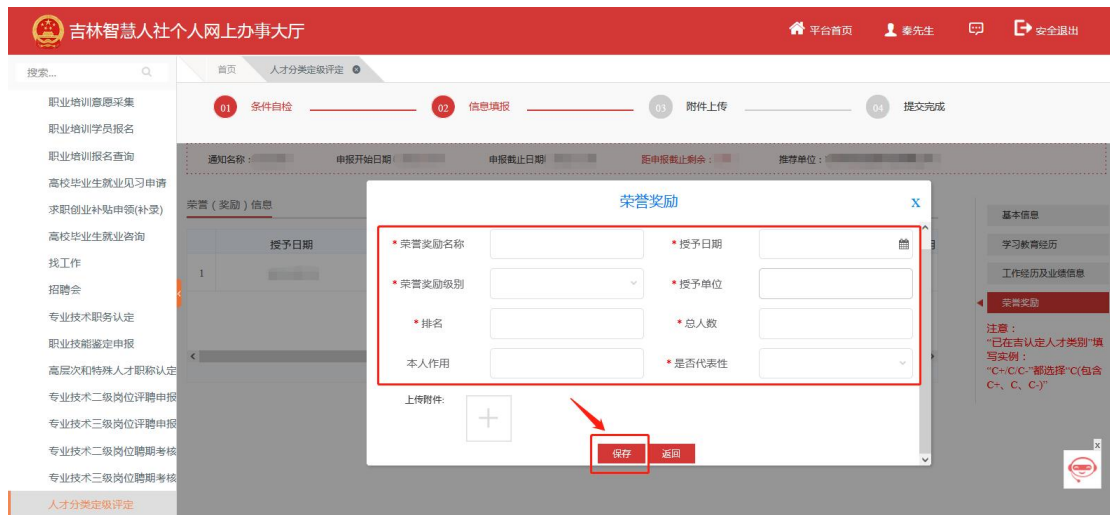 吉林智慧人社个人网上办事大厅
平台首页 秦先生 安全退出
搜索...
首页 人才分类定级评定
职业培训意愿采集
职业培训学员报名
职业培训报名查询
高校毕业生就业见习申请
求职创业补贴申领(补录)
高校毕业生就业咨询
找工作
招聘会
专业技术职务认定
职业技能鉴定申报
高层次和特殊人才职称认定
专业技术二级岗位评聘申报
专业技术三级岗位评聘申报
专业技术二级岗位聘期考核
专业技术三级岗位聘期考核
人才分类定级评定
01 条件自检 02 信息填报 03 附件上传 04 提交完成
通知名称: 申报开始日期 申报截止日期 距申报截止剩余: 推荐单位:
荣誉(奖励)信息
授予日期
1
荣誉奖励 X
*荣誉奖励名称 *授予日期
*荣誉奖励级别 *授予单位
*排名 *总人数
本人作用 *是否代表性
上传附件:
保存 返回
基本信息
学习教育经历
工作经历及业绩信息
荣誉奖励
注意:
“已在吉认定人才类别”填
写实例:
“C+/C/C-”都选择“C(包含
C+、C、C-)”
x